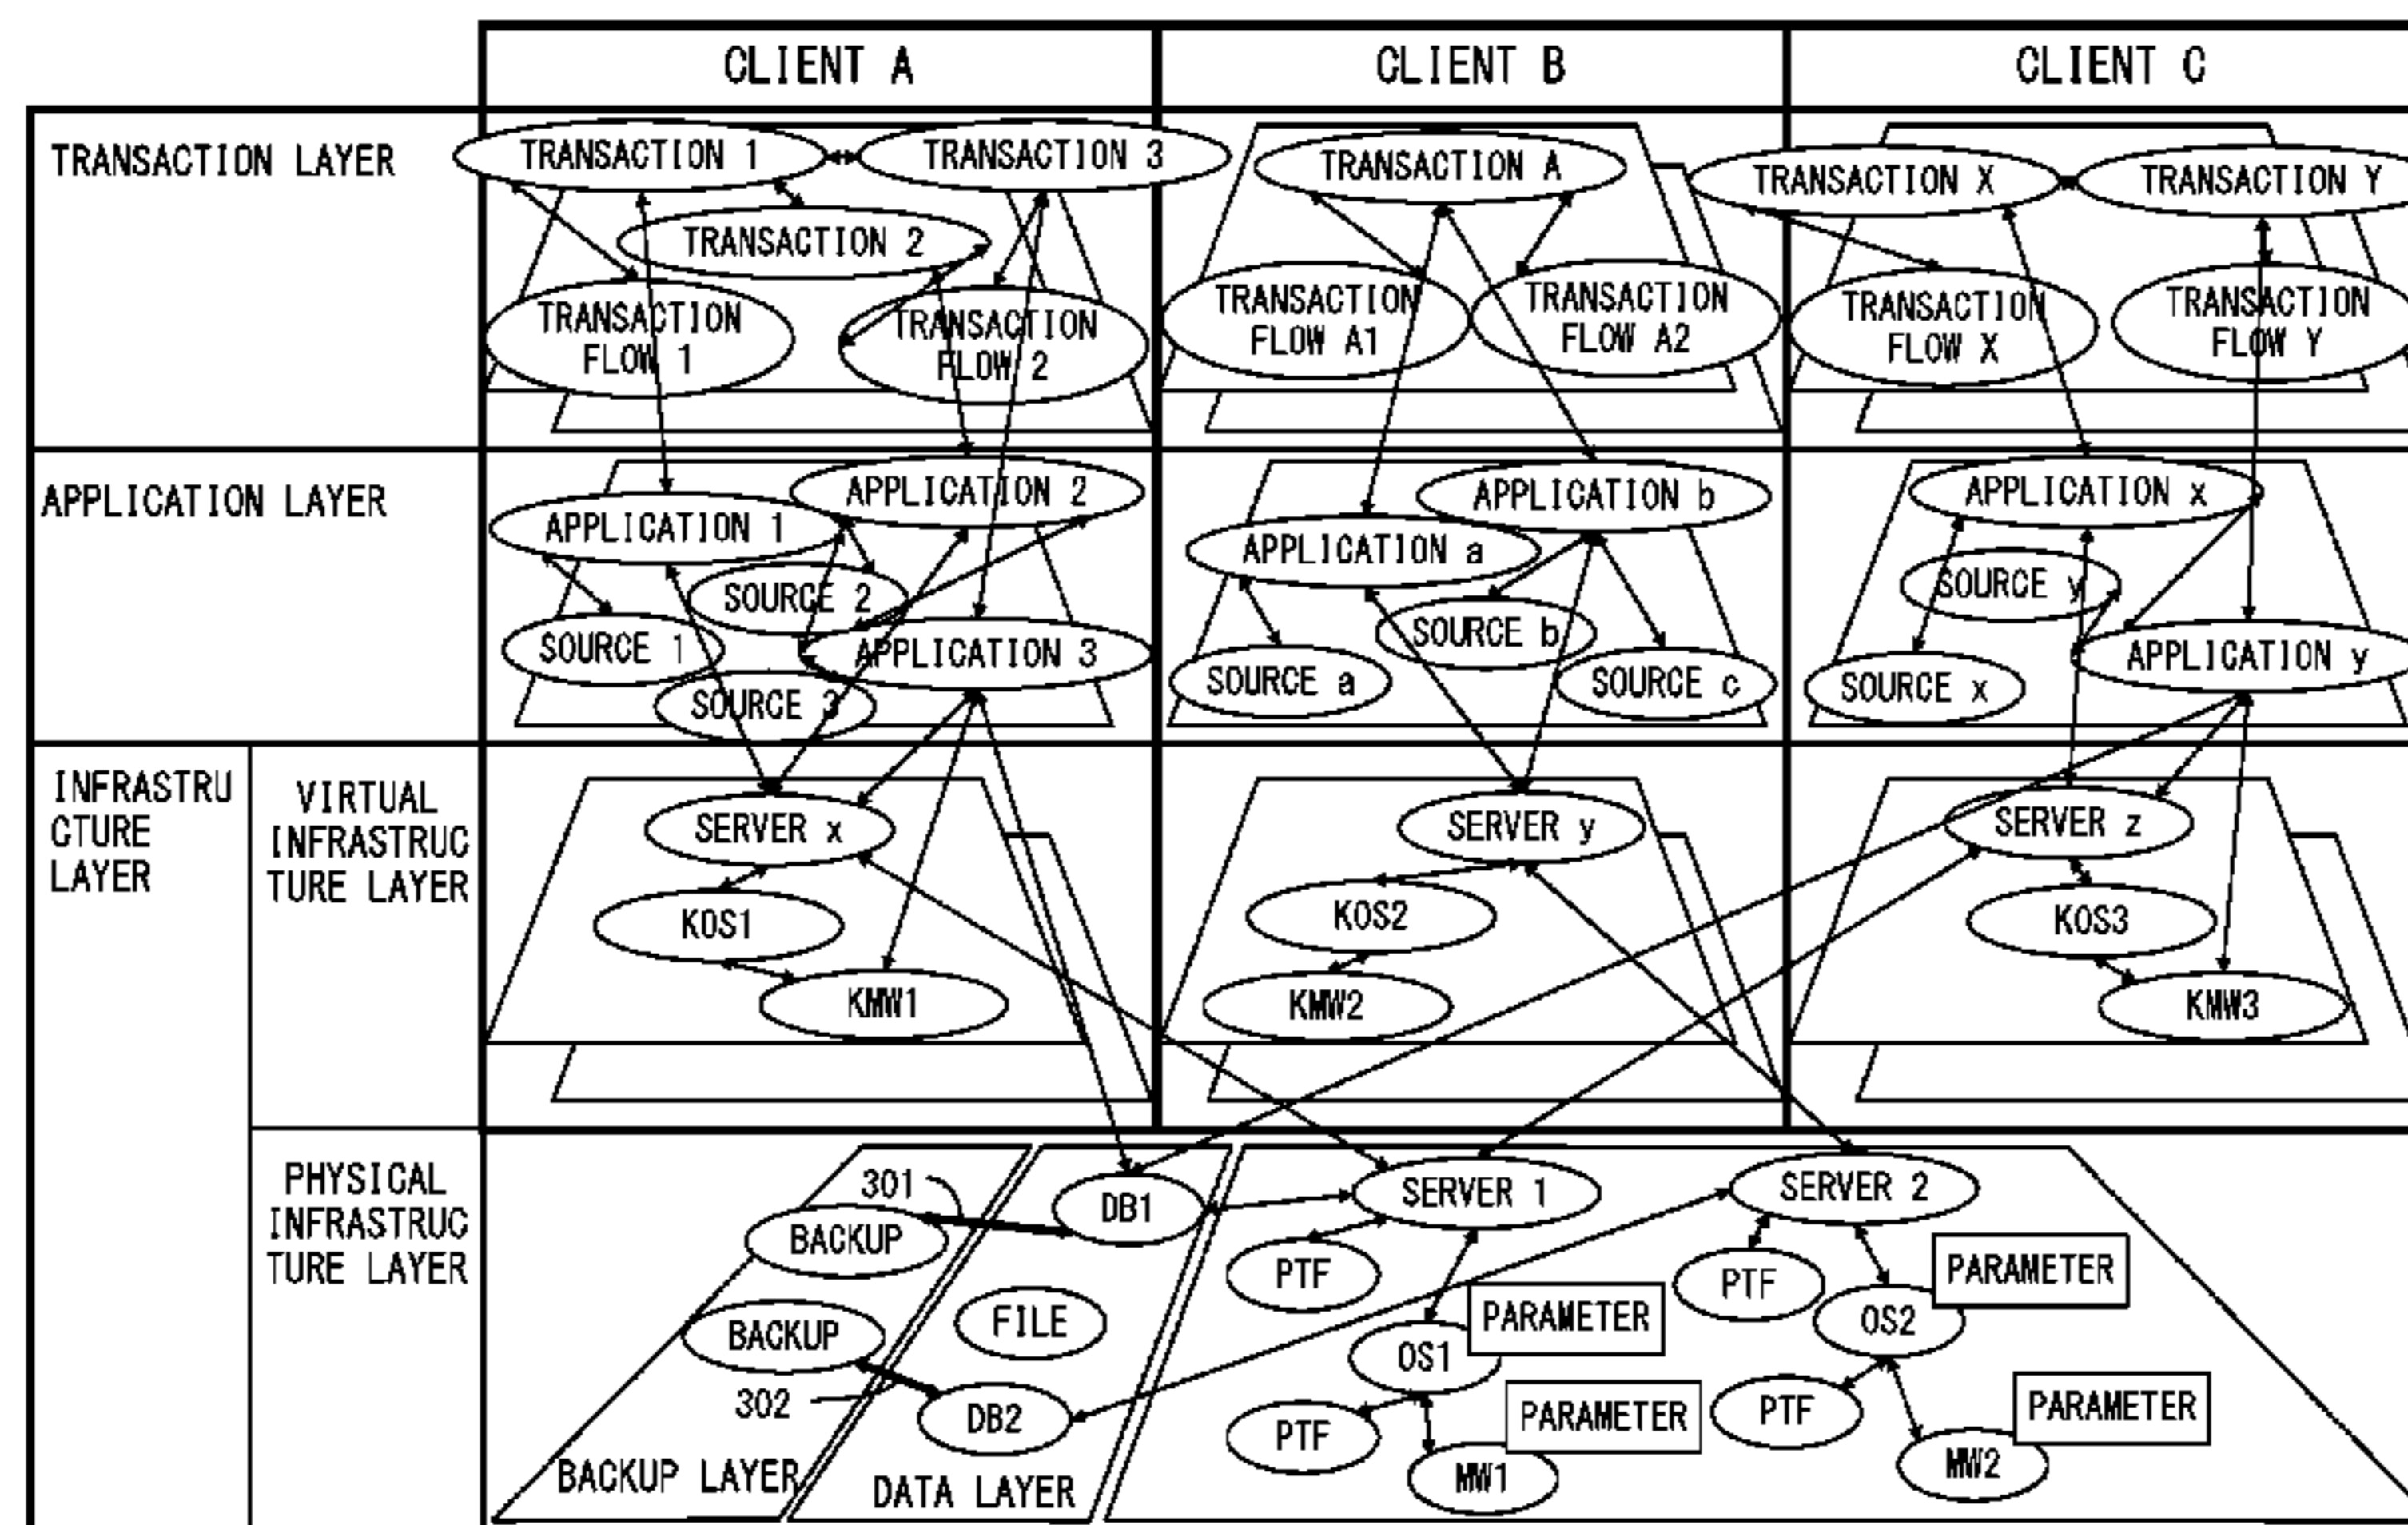 CLIENT A
CLIENT B
CLIENT C
TRANSACTION LAYER
TRANSACTION 1
TRANSACTION 3
TRANSACTION 2
TRANSACTION
FLOW 1
TRANSACTION
FLOW 2
TRANSACTION A
TRANSACTION
FLOW A1
TRANSACTION
FLOW A2
TRANSACTION X
TRANSACTION Y
TRANSACTION
FLOW X
TRANSACTION
FLOW Y
APPLICATION LAYER
APPLICATION 2
APPLICATION 1
SOURCE 2
SOURCE 1
APPLICATION 3
SOURCE 3
APPLICATION b
APPLICATION a
SOURCE b
SOURCE a
SOURCE c
APPLICATION x
SOURCE y
APPLICATION y
SOURCE x
INFRASTRU
CTURE
LAYER
VIRTUAL
INFRASTRUC
TURE LAYER
SERVER x
KOS1
KMW1
SERVER y
KOS2
KMW2
SERVER z
KOS3
KMW3
PHYSICAL
INFRASTRUC
TURE LAYER
301
BACKUP
BACKUP
302
BACKUP LAYER
DB1
FILE
DB2
DATA LAYER
SERVER 1
PTF
PARAMETER
OS1
PTF
PARAMETER
MW1
SERVER 2
PTF
PARAMETER
OS2
PTF
PARAMETER
MW2